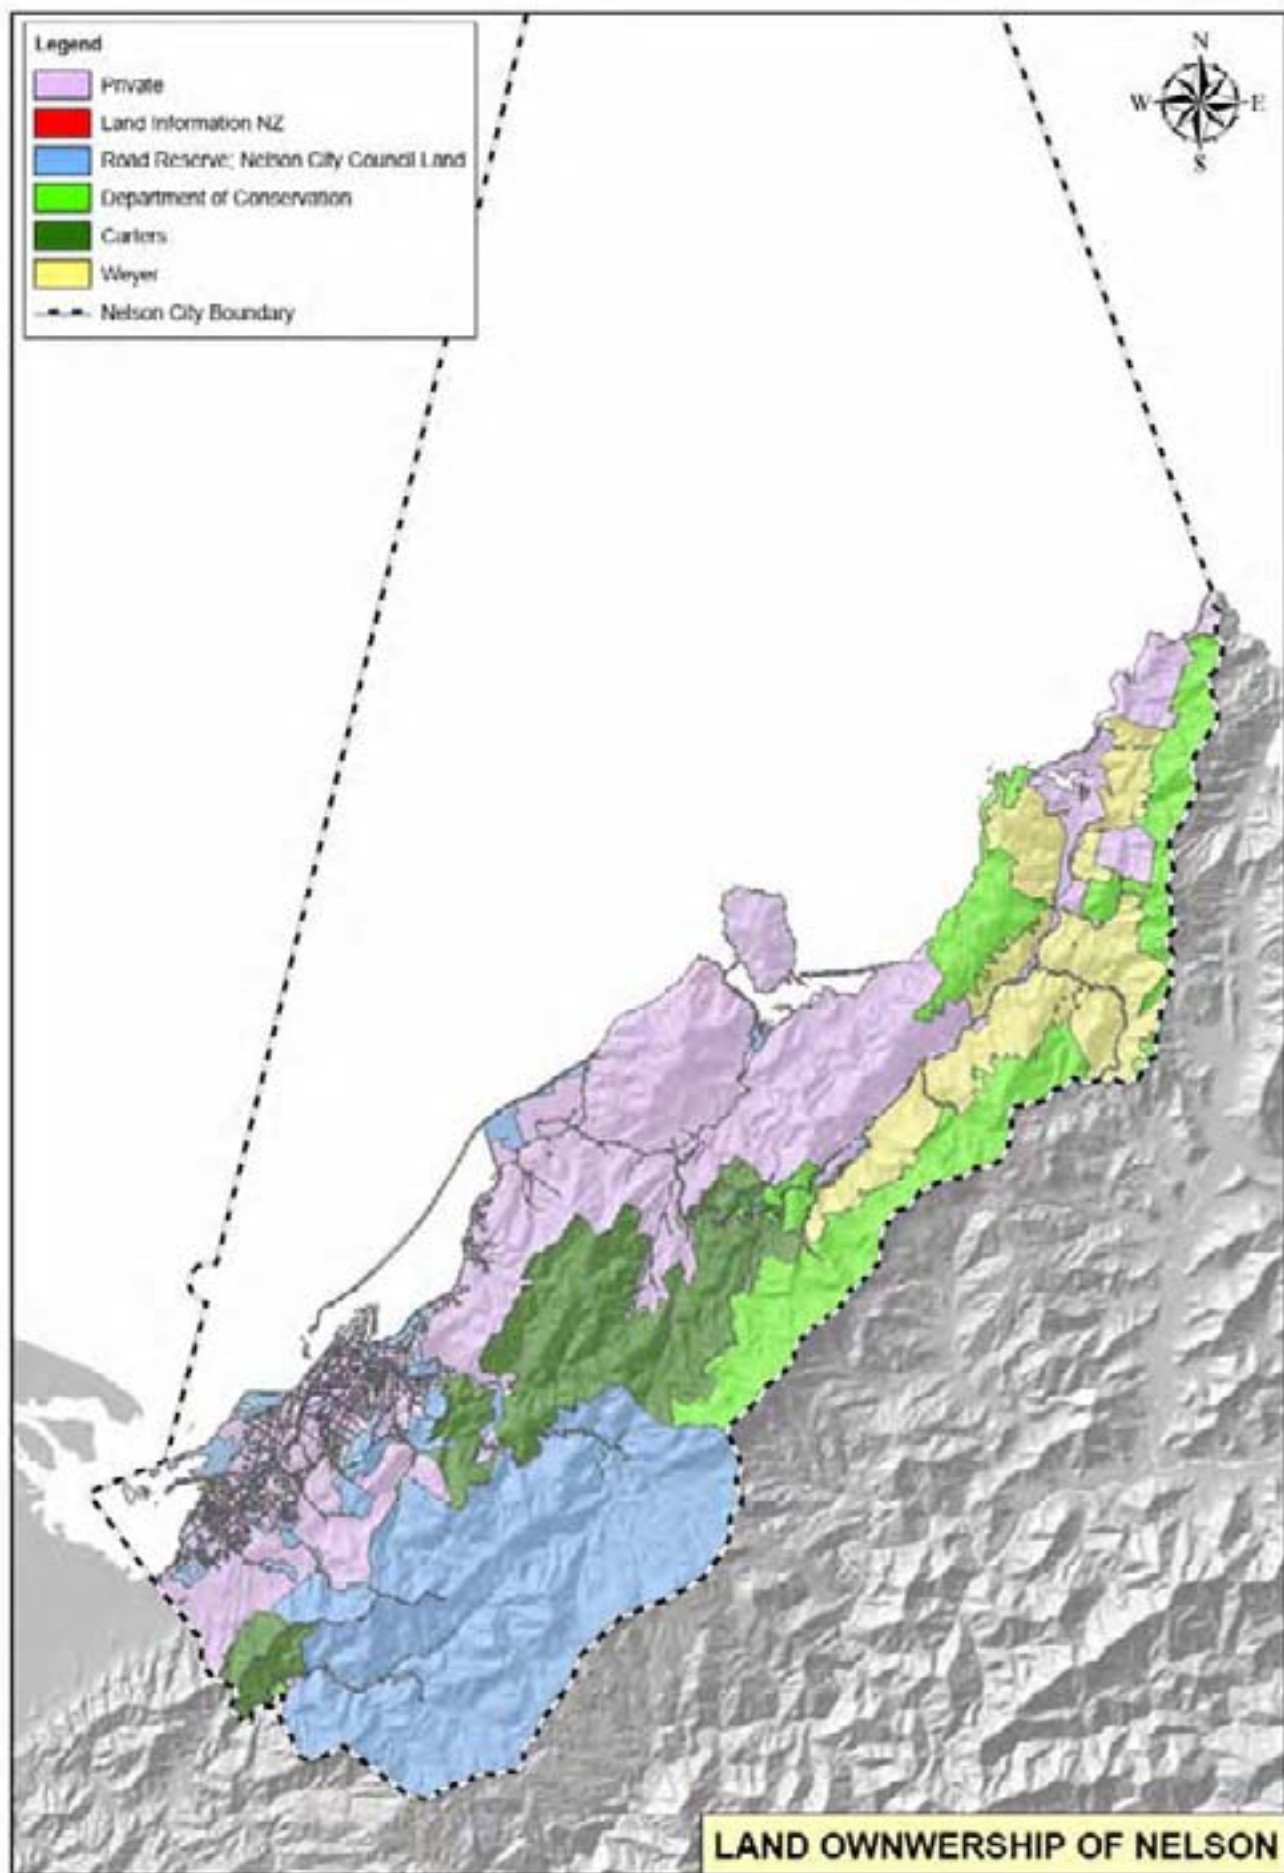 Legend
Private
Land Information NZ
Road Reserve; Nelson City Council Land
Department of Conservation
Carters
Weyer
Nelson City Boundary
N
W E
S
LAND OWNWERSHIP OF NELSON